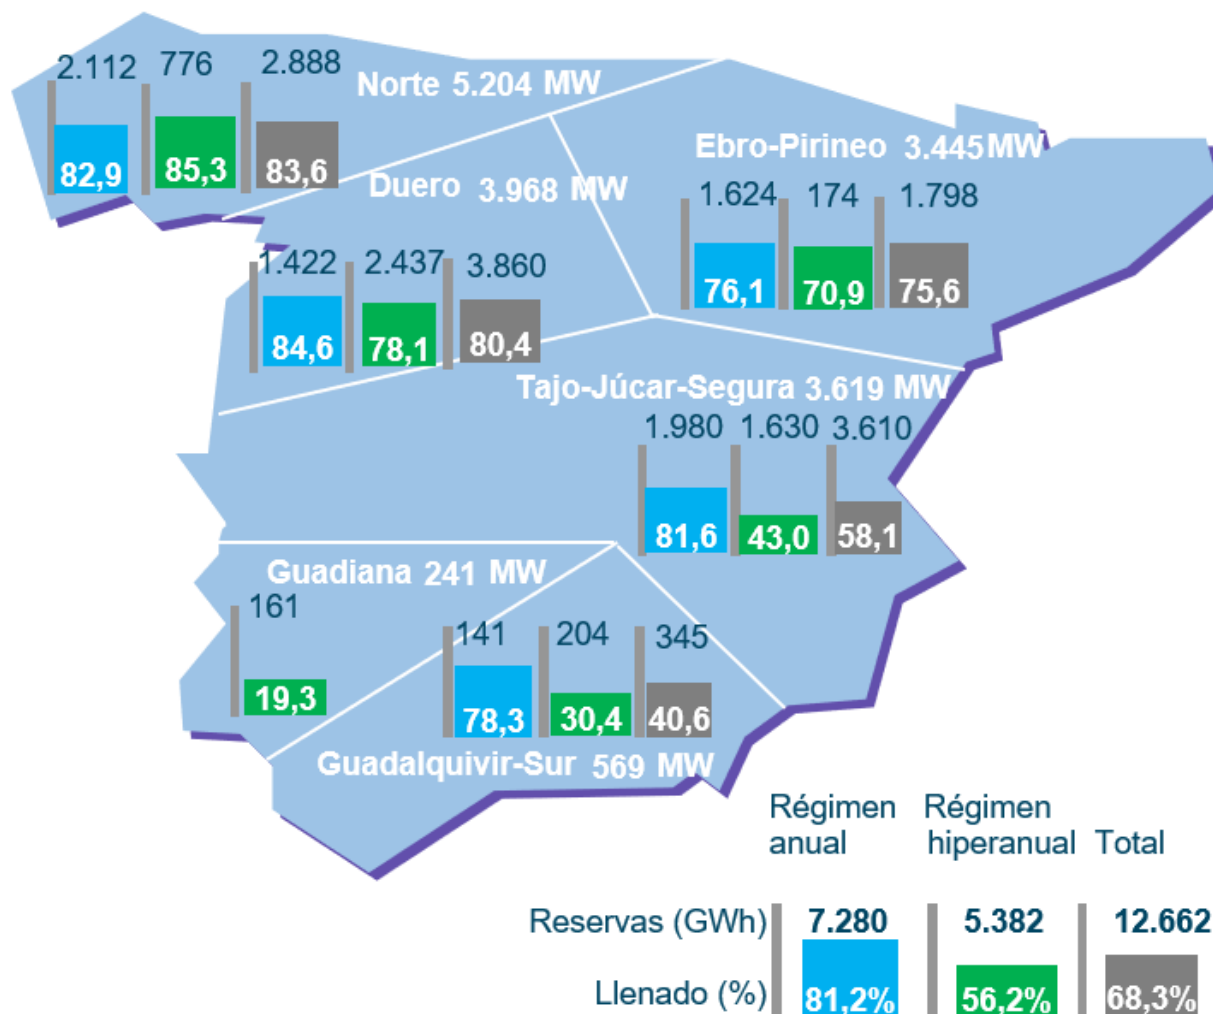 2.112 776 2.888
Norte 5.204 MW
82,9 85,3 83,6
Ebro-Pirineo 3.445 MW
1.624 174 1.798
76,1 70,9 75,6
Duero 3.968 MW
1.422 2.437 3.860
84,6 78,1 80,4
Tajo-Júcar-Segura 3.619 MW
1.980 1.630 3.610
81,6 43,0 58,1
Guadiana 241 MW
161
19,3
141 204 345
78,3 30,4 40,6
Guadalquivir-Sur 569 MW
Régimen anual
Régimen hiperanual
Total
Reservas (GWh) 7.280 5.382 12.662
Llenado (%) 81,2% 56,2% 68,3%